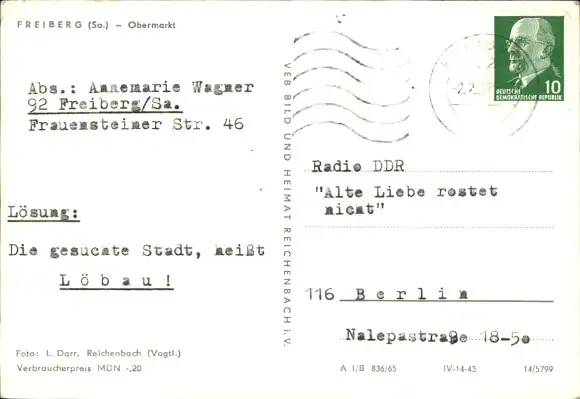 FREIBERG (Sa.) – Obermarkt
Abs.: Annemarie Wagner
92 Freiberg/Sa.
Frauensteiner Str. 46
Lösung:
Die gesuchte Stadt, heißt
Löbau!
Foto: L. Darr, Reichenbach (Vogtl.)
Verbraucherpreis MDN -,20
VEB BILD UND HEIMAT REICHENBACH i.V.
DEUTSCHE
DEMOKRATISCHE REPUBLIK
10
Radio DDR
"Alte Liebe rostet
nicht"
116 Berlin
Nalepastraße 18-50
A 1/B 836/65 IV-14-45 14/5799